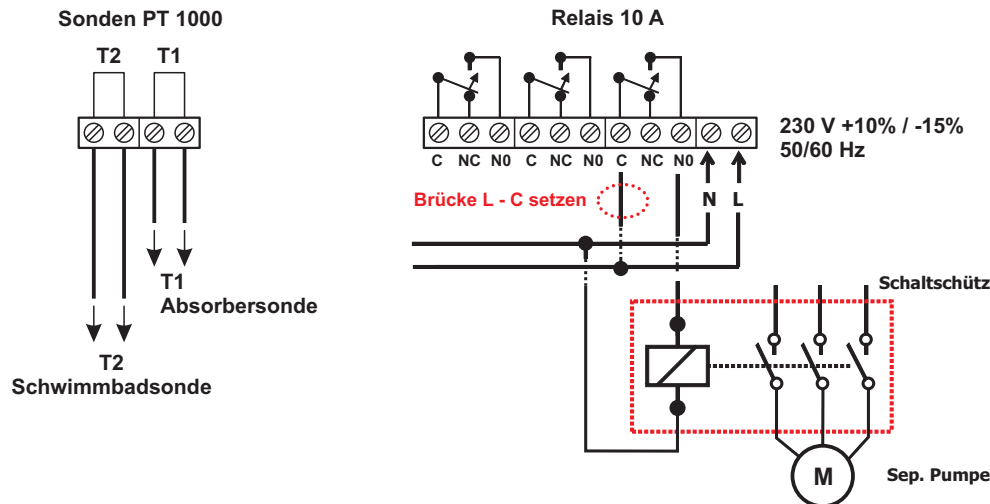 Sonden PT 1000
T2 T1
T1
Absorbersonde
T2
Schwimmbadsonde
Relais 10 A
C NC N0 C NC N0 C NC N0
230 V +10% / -15%
50/60 Hz
Brücke L - C setzen
N L
Schaltschütz
M
Sep. Pumpe